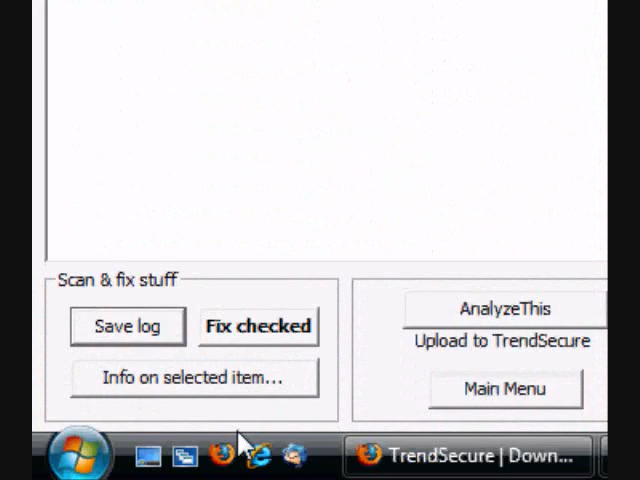 Scan & fix stuff
Save log
Fix checked
Info on selected item...
AnalyzeThis
Upload to TrendSecure
Main Menu
TrendSecure | Down...